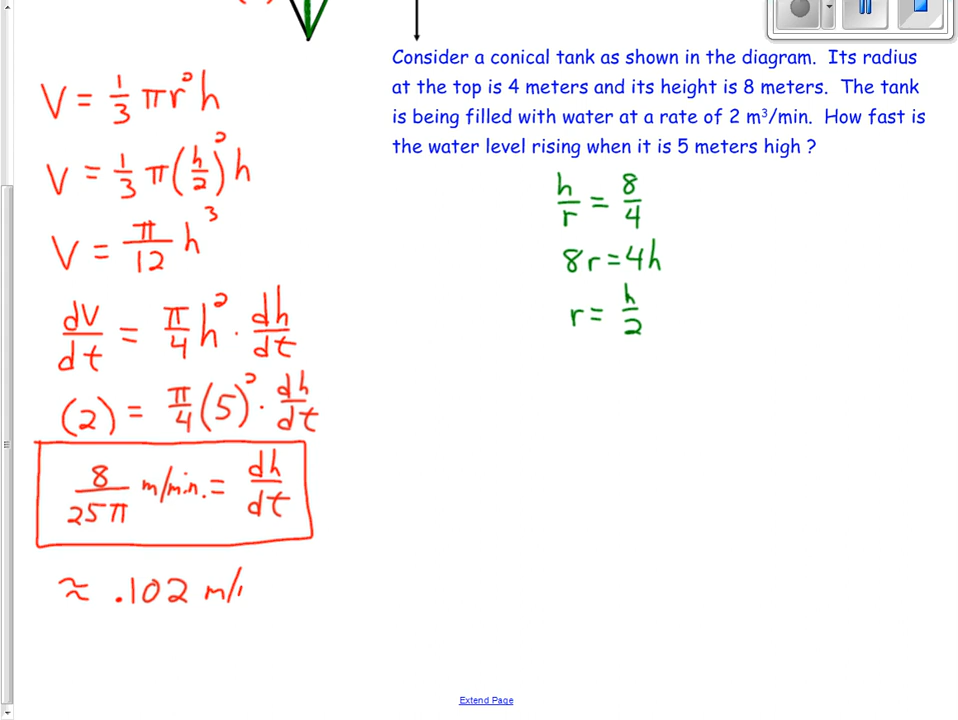 Consider a conical tank as shown in the diagram. Its radius
at the top is 4 meters and its height is 8 meters. The tank
is being filled with water at a rate of 2 m³/min. How fast is
the water level rising when it is 5 meters high ?
V = 1/3 πr²h
V = 1/3 π(h/2)²h
V = π/12 h³
dV/dt = π/4 h² · dh/dt
(2) = π/4 (5)² · dh/dt
8/25π m/min. = dh/dt
≈ .102 m/
h/r = 8/4
8r = 4h
r = h/2
Extend Page